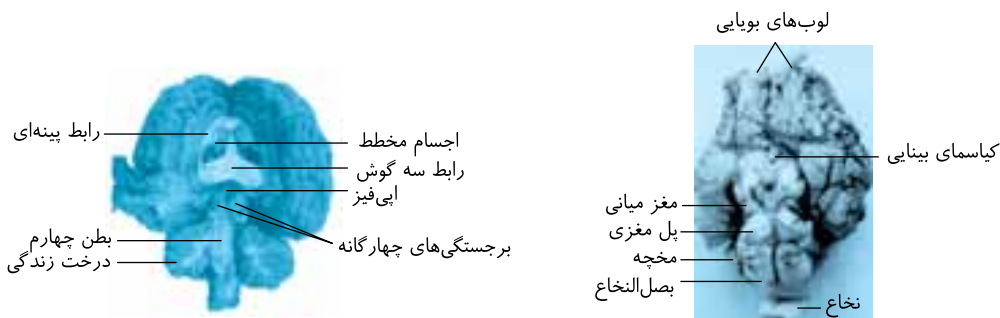 لوب‌های بویایی
کیاسمای بینایی
مغز میانی
پل مغزی
مخچه
بصل‌النخاع
نخاع
رابط پینه‌ای
اجسام مخطط
رابط سه گوش
اپی‌فیز
برجستگی‌های چهارگانه
بطن چهارم
درخت زندگی